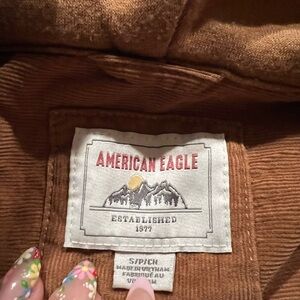 AMERICAN EAGLE
ESTABLISHED
1977
S/P/CH
MADE IN VIETNAM
FABRIQUÉ AU